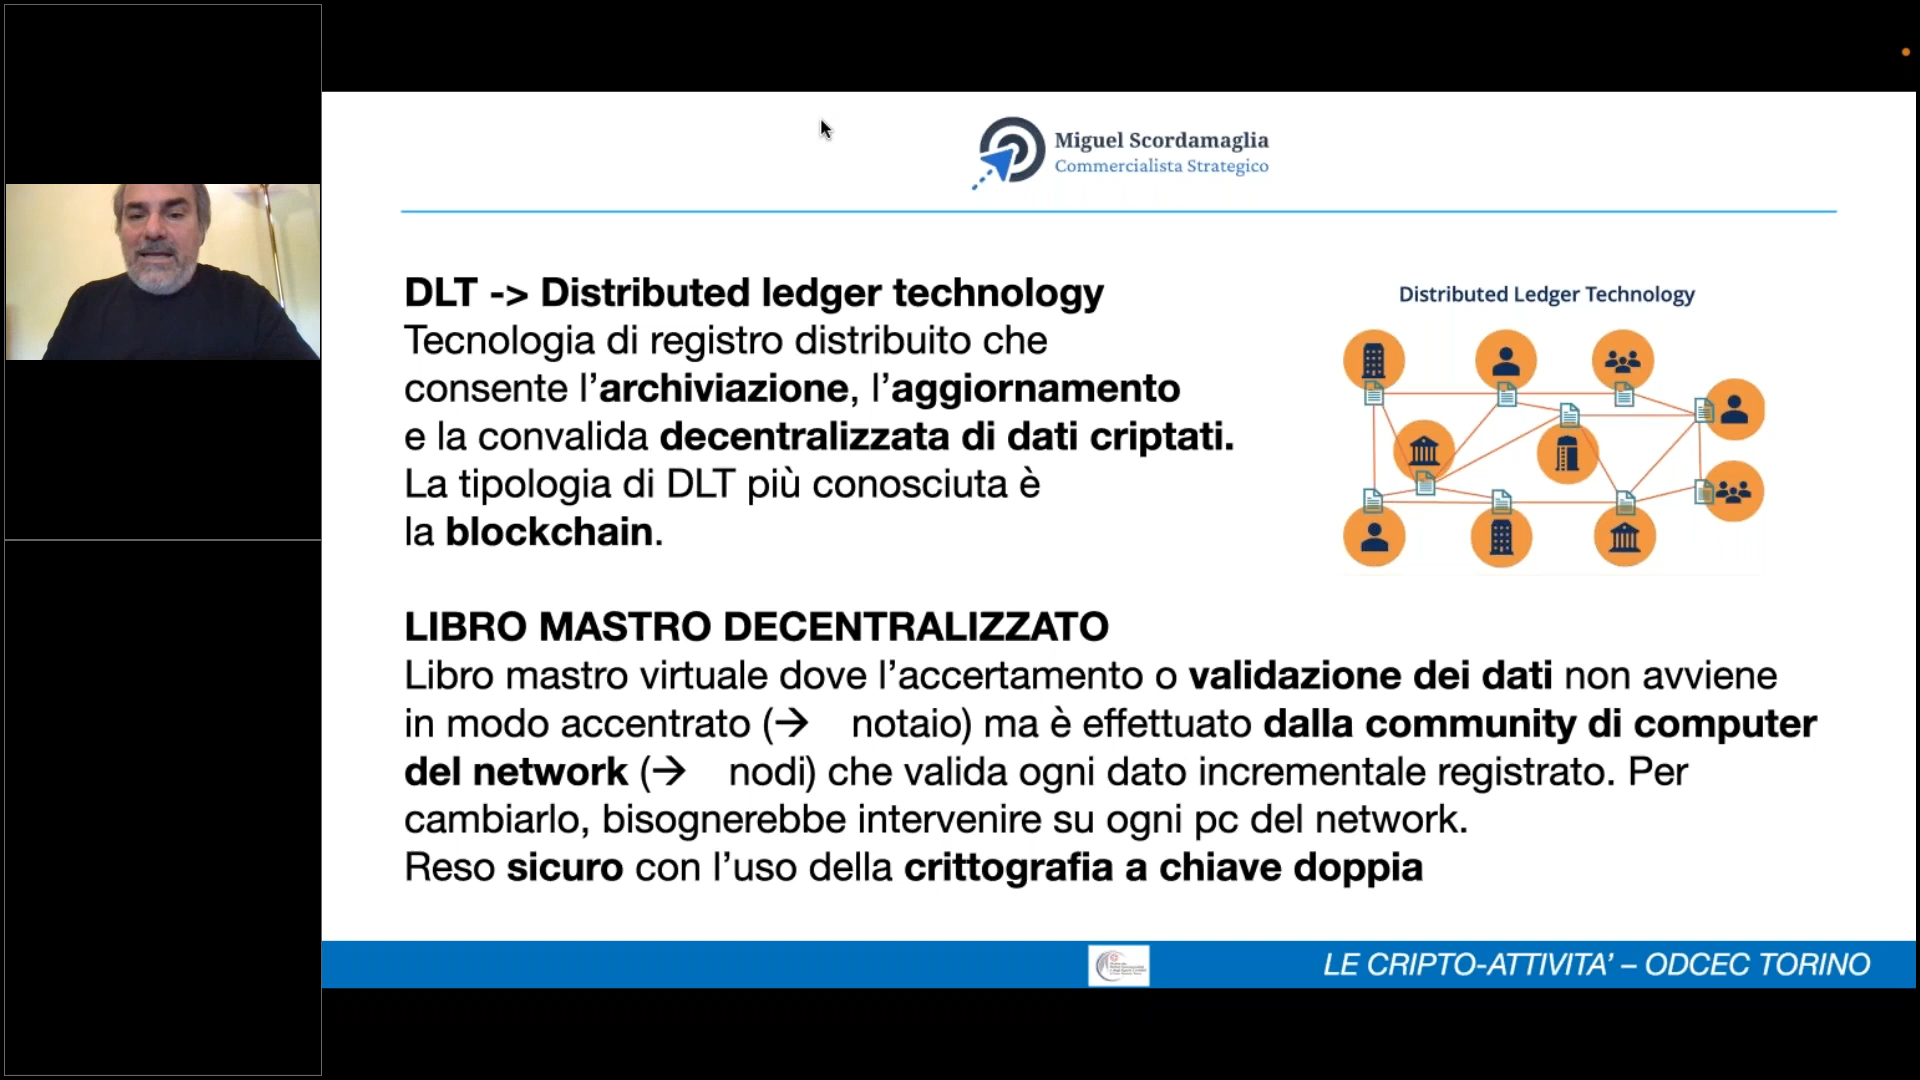 Miguel Scordamaglia
Commercialista Strategico
DLT -> Distributed ledger technology
Tecnologia di registro distribuito che
consente l’archiviazione, l’aggiornamento
e la convalida decentralizzata di dati criptati.
La tipologia di DLT più conosciuta è
la blockchain.
Distributed Ledger Technology
LIBRO MASTRO DECENTRALIZZATO
Libro mastro virtuale dove l’accertamento o validazione dei dati non avviene
in modo accentrato (→ notaio) ma è effettuato dalla community di computer
del network (→ nodi) che valida ogni dato incrementale registrato. Per
cambiarlo, bisognerebbe intervenire su ogni pc del network.
Reso sicuro con l’uso della crittografia a chiave doppia
LE CRIPTO-ATTIVITA’ – ODCEC TORINO